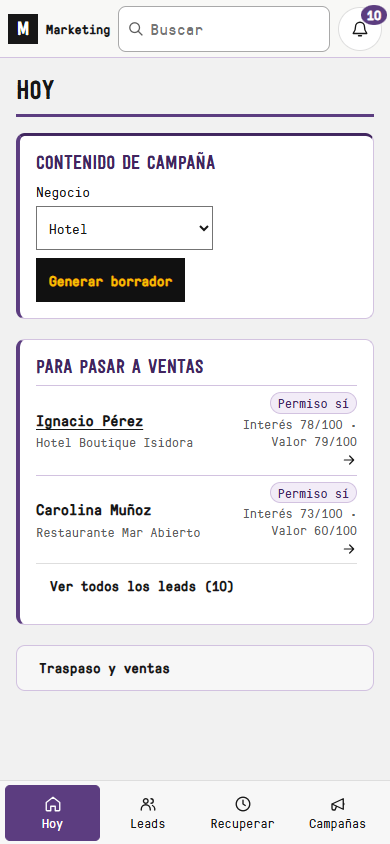 M Marketing Buscar 10
HOY
CONTENIDO DE CAMPAÑA
Negocio
Hotel
Generar borrador
PARA PASAR A VENTAS
Permiso sí
Ignacio Pérez
Hotel Boutique Isidora
Interés 78/100 ·
Valor 79/100
→
Permiso sí
Carolina Muñoz
Restaurante Mar Abierto
Interés 73/100 ·
Valor 60/100
→
Ver todos los leads (10)
Traspaso y ventas
Hoy Leads Recuperar Campañas